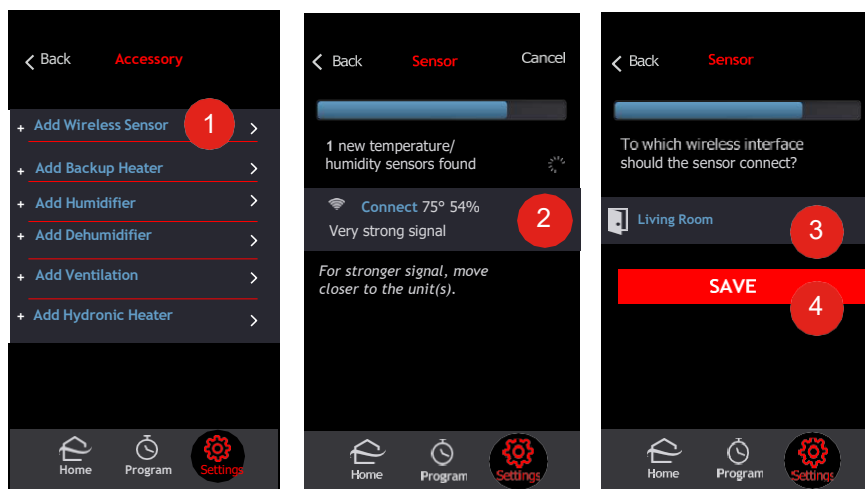 Back Accessory
+ Add Wireless Sensor 1
+ Add Backup Heater
+ Add Humidifier
+ Add Dehumidifier
+ Add Ventilation
+ Add Hydronic Heater
Home Program Settings
Back Sensor Cancel
1 new temperature/
humidity sensors found
Connect 75° 54%
Very strong signal
2
For stronger signal, move
closer to the unit(s).
Home Program Settings
Back Sensor
To which wireless interface
should the sensor connect?
Living Room
3
SAVE
4
Home Program Settings